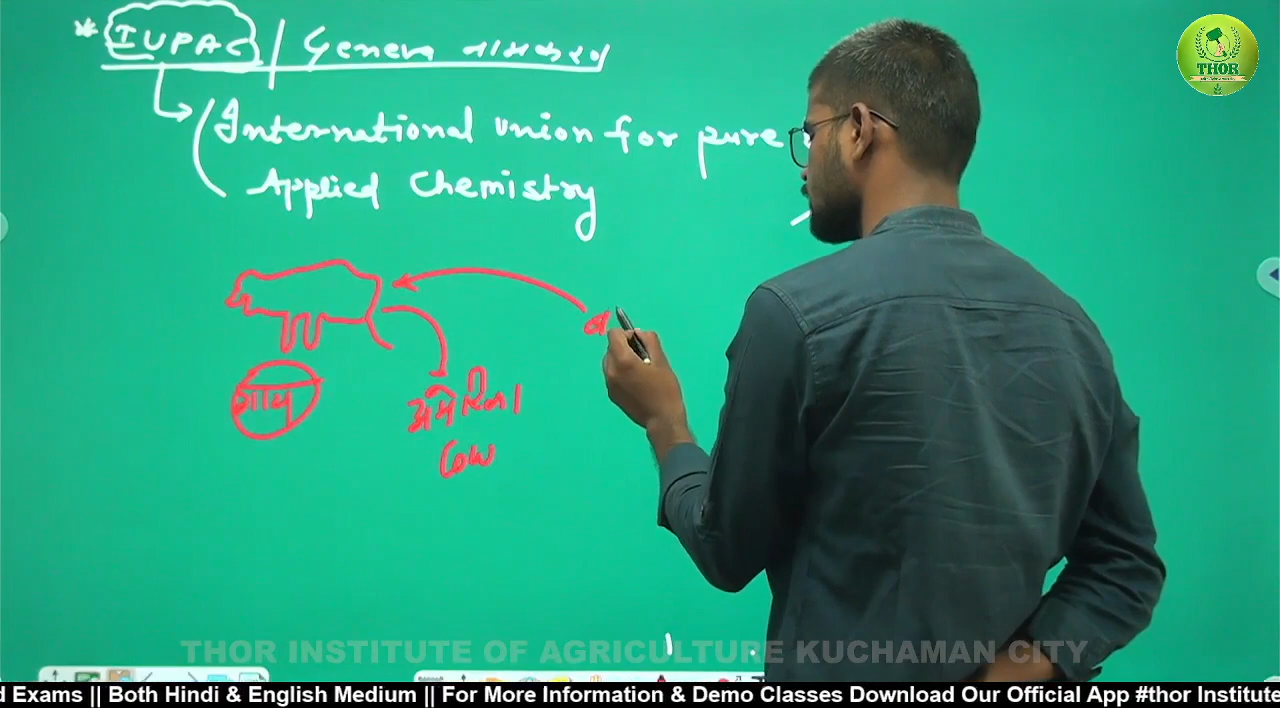 * IUPAC / Geneva नामकरण
International Union for pure
Applied Chemistry
गाय
अमेरिका
Cow
THOR
THOR INSTITUTE OF AGRICULTURE KUCHAMAN CITY
d Exams || Both Hindi & English Medium || For More Information & Demo Classes Download Our Official App #thor Institute